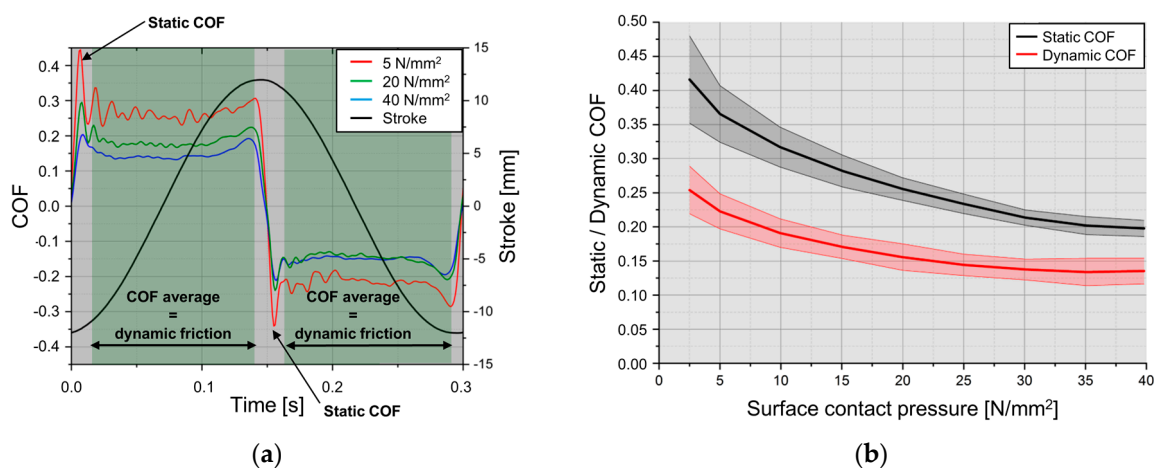 Static COF
0.4
0.3
0.2
0.1
0.0
-0.1
-0.2
-0.3
-0.4
COF
5 N/mm²
20 N/mm²
40 N/mm²
Stroke
15
10
5
0
-5
-10
-15
Stroke [mm]
COF average
=
dynamic friction
COF average
=
dynamic friction
0.0
0.1
0.2
0.3
Time [s]
Static COF
(a)
0.50
0.45
0.40
0.35
0.30
0.25
0.20
0.15
0.10
0.05
0.00
Static / Dynamic COF
Static COF
Dynamic COF
0
5
10
15
20
25
30
35
40
Surface contact pressure [N/mm²]
(b)